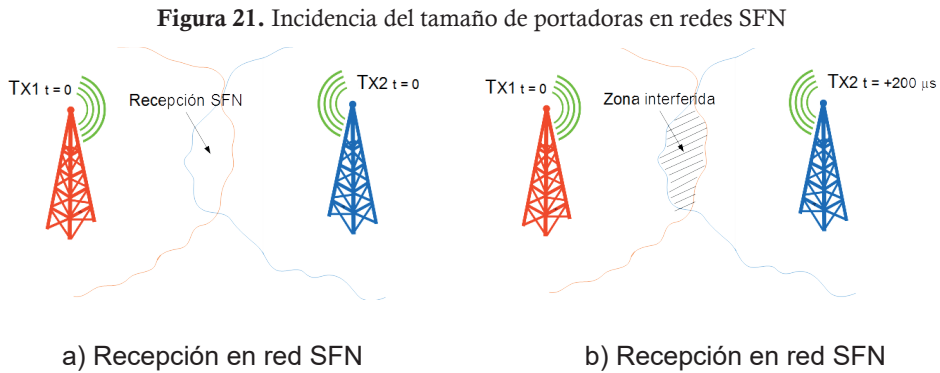 Figura 21. Incidencia del tamaño de portadoras en redes SFN
TX1 t = 0
Recepción SFN
TX2 t = 0
TX1 t = 0
Zona interferida
TX2 t = +200 µs
a) Recepción en red SFN
b) Recepción en red SFN